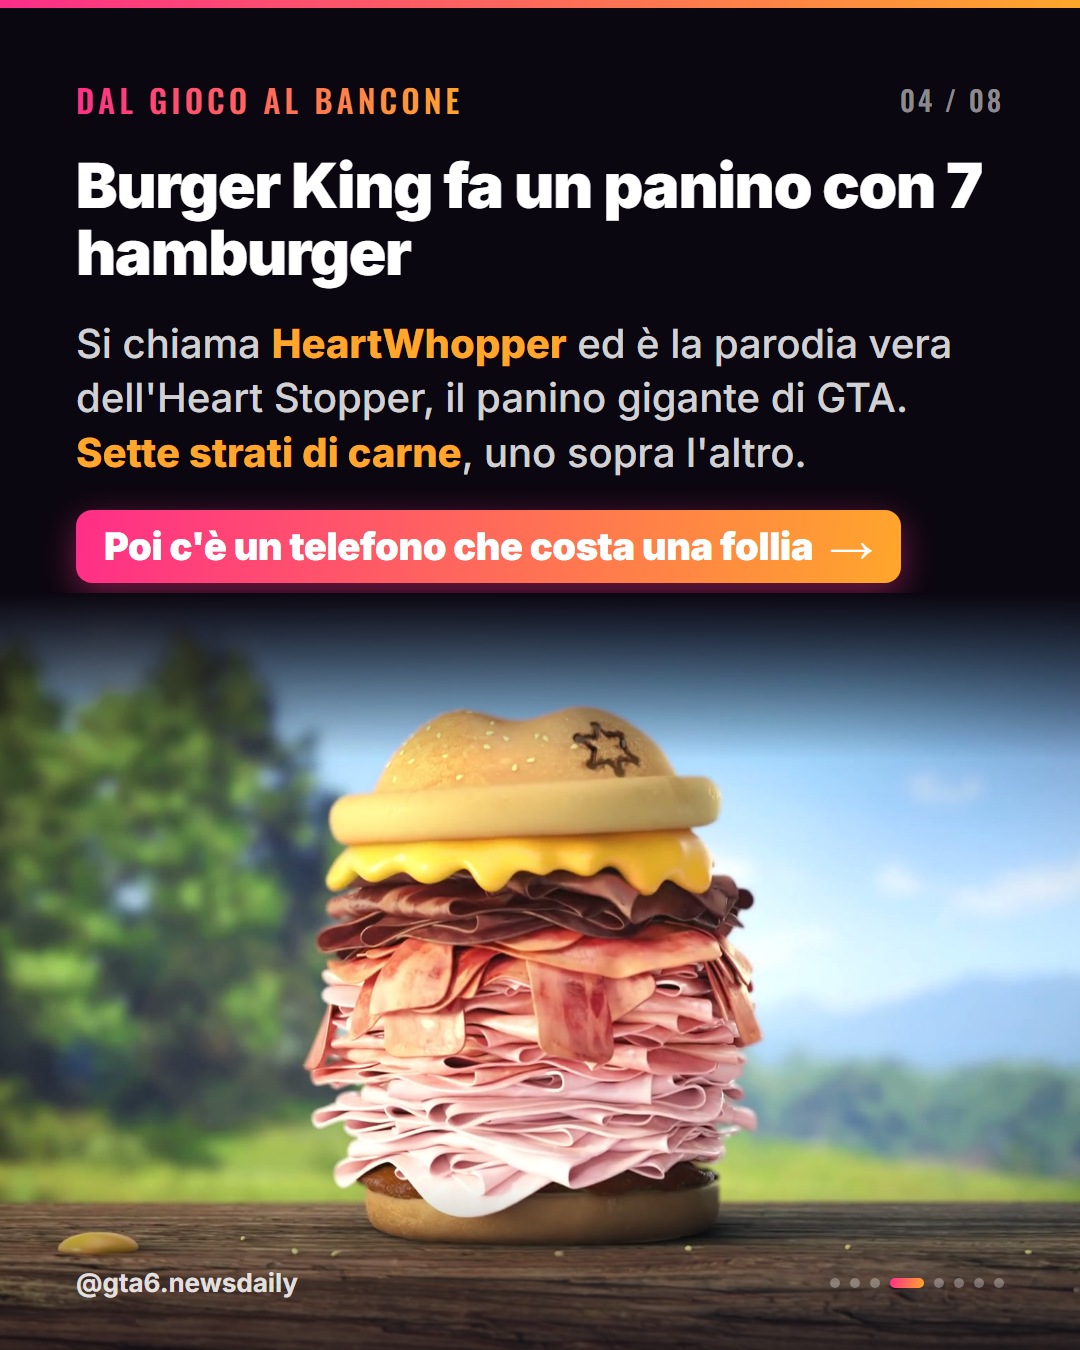 DAL GIOCO AL BANCONE
04 / 08
Burger King fa un panino con 7
hamburger
Si chiama HeartWhopper ed è la parodia vera
dell'Heart Stopper, il panino gigante di GTA.
Sette strati di carne, uno sopra l'altro.
Poi c'è un telefono che costa una follia →
@gta6.newsdaily